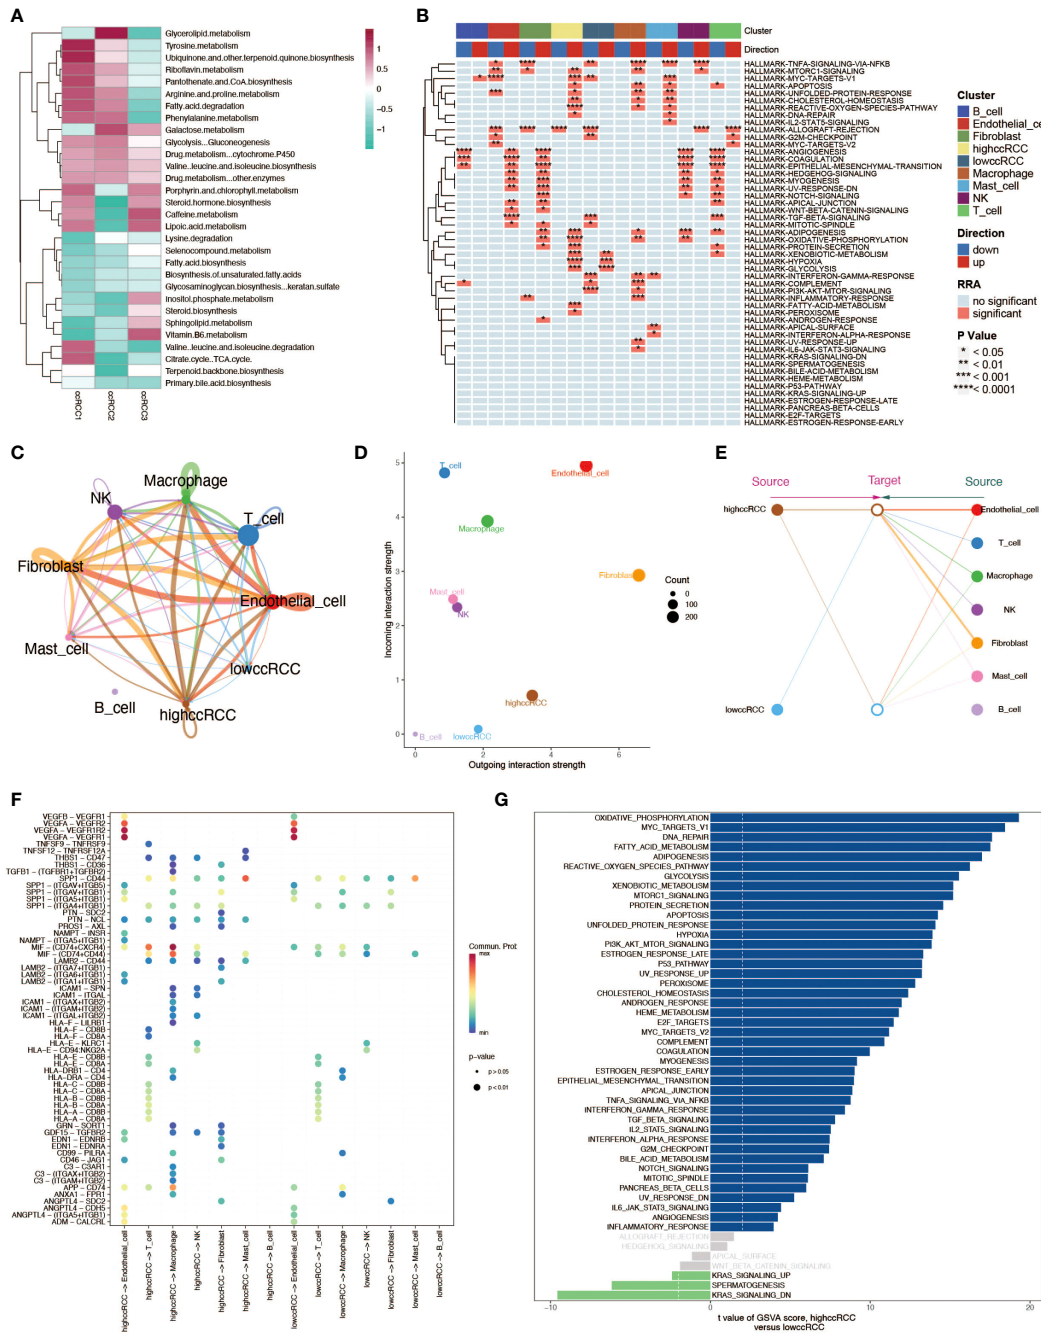 A
Glycerolipid.metabolism
Tyrosine.metabolism
Ubiquinone.and.other.terpenoid.quinone.biosynthesis
Riboflavin.metabolism
Pantothenate.and.CoA.biosynthesis
Arginine.and.proline.metabolism
Fatty.acid.degradation
Phenylalanine.metabolism
Galactose.metabolism
Glycolysis...Gluconeogenesis
Drug.metabolism...cytochrome.P450
Valine..leucine.and.isoleucine.biosynthesis
Drug.metabolism...other.enzymes
Porphyrin.and.chlorophyll.metabolism
Steroid.hormone.biosynthesis
Caffeine.metabolism
Lipoic.acid.metabolism
Lysine.degradation
Selenocompound.metabolism
Fatty.acid.biosynthesis
Biosynthesis.of.unsaturated.fatty.acids
Glycosaminoglycan.biosynthesis...keratan.sulfate
Inositol.phosphate.metabolism
Steroid.biosynthesis
Sphingolipid.metabolism
Vitamin.B6.metabolism
Valine..leucine.and.isoleucine.degradation
Citrate.cycle..TCA.cycle.
Terpenoid.backbone.biosynthesis
Primary.bile.acid.biosynthesis
ccRCC1
ccRCC2
ccRCC3
1
0.5
0
-0.5
-1
B
Cluster
Direction
HALLMARK-TNFA-SIGNALING-VIA-NFKB
HALLMARK-MTORC1-SIGNALING
HALLMARK-MYC-TARGETS-V1
HALLMARK-APOPTOSIS
HALLMARK-UNFOLDED-PROTEIN-RESPONSE
HALLMARK-CHOLESTEROL-HOMEOSTASIS
HALLMARK-REACTIVE-OXYGEN-SPECIES-PATHWAY
HALLMARK-DNA-REPAIR
HALLMARK-IL2-STAT5-SIGNALING
HALLMARK-ALLOGRAFT-REJECTION
HALLMARK-G2M-CHECKPOINT
HALLMARK-MYC-TARGETS-V2
HALLMARK-ANGIOGENESIS
HALLMARK-COAGULATION
HALLMARK-EPITHELIAL-MESENCHYMAL-TRANSITION
HALLMARK-HEDGEHOG-SIGNALING
HALLMARK-MYOGENESIS
HALLMARK-UV-RESPONSE-DN
HALLMARK-NOTCH-SIGNALING
HALLMARK-APICAL-JUNCTION
HALLMARK-WNT-BETA-CATENIN-SIGNALING
HALLMARK-TGF-BETA-SIGNALING
HALLMARK-MITOTIC-SPINDLE
HALLMARK-ADIPOGENESIS
HALLMARK-OXIDATIVE-PHOSPHORYLATION
HALLMARK-PROTEIN-SECRETION
HALLMARK-XENOBIOTIC-METABOLISM
HALLMARK-HYPOXIA
HALLMARK-GLYCOLYSIS
HALLMARK-INTERFERON-GAMMA-RESPONSE
HALLMARK-COMPLEMENT
HALLMARK-PI3K-AKT-MTOR-SIGNALING
HALLMARK-INFLAMMATORY-RESPONSE
HALLMARK-FATTY-ACID-METABOLISM
HALLMARK-PEROXISOME
HALLMARK-ANDROGEN-RESPONSE
HALLMARK-APICAL-SURFACE
HALLMARK-INTERFERON-ALPHA-RESPONSE
HALLMARK-UV-RESPONSE-UP
HALLMARK-IL6-JAK-STAT3-SIGNALING
HALLMARK-KRAS-SIGNALING-DN
HALLMARK-SPERMATOGENESIS
HALLMARK-BILE-ACID-METABOLISM
HALLMARK-HEME-METABOLISM
HALLMARK-P53-PATHWAY
HALLMARK-KRAS-SIGNALING-UP
HALLMARK-ESTROGEN-RESPONSE-LATE
HALLMARK-PANCREAS-BETA-CELLS
HALLMARK-E2F-TARGETS
HALLMARK-ESTROGEN-RESPONSE-EARLY
Cluster
B_cell
Endothelial_ce
Fibroblast
highccRCC
lowccRCC
Macrophage
Mast_cell
NK
T_cell
Direction
down
up
RRA
no significant
significant
P Value
* < 0.05
** < 0.01
*** < 0.001
**** < 0.0001
C
Macrophage
NK
T_cell
Fibroblast
Endothelial_cell
Mast_cell
lowccRCC
B_cell
highccRCC
D
Incoming interaction strength
5
4
3
2
1
0
T_cell
Endothelial_cell
Macrophage
Fibroblast
Mast_cell
NK
highccRCC
B_cell
lowccRCC
0
2
4
6
Outgoing interaction strength
Count
0
100
200
E
Source
Target
Source
highccRCC
lowccRCC
Endothelial_cell
T_cell
Macrophage
NK
Fibroblast
Mast_cell
B_cell
F
VEGFB - VEGFR1
VEGFA - VEGFR2
VEGFA - VEGFR1R2
VEGFA - VEGFR1
TNFSF9 - TNFRSF9
TNFSF12 - TNFRSF12A
THBS1 - CD47
THBS1 - CD36
TGFB1 - (TGFBR1+TGFBR2)
SPP1 - CD44
SPP1 - (ITGAV+ITGB5)
SPP1 - (ITGAV+ITGB1)
SPP1 - (ITGA5+ITGB1)
SPP1 - (ITGA4+ITGB1)
PTN - SDC2
PTN - NCL
PROS1 - AXL
NAMPT - INSR
NAMPT - (ITGA5+ITGB1)
MIF - (CD74+CXCR4)
MIF - (CD74+CD44)
LAMB2 - CD44
LAMB2 - (ITGA7+ITGB1)
LAMB2 - (ITGA6+ITGB1)
LAMB2 - (ITGA1+ITGB1)
ICAM1 - SPN
ICAM1 - ITGAL
ICAM1 - (ITGAX+ITGB2)
ICAM1 - (ITGAM+ITGB2)
ICAM1 - (ITGAL+ITGB2)
HLA-F - LILRB1
HLA-F - CD8B
HLA-F - CD8A
HLA-E - KLRC1
HLA-E - CD94:NKG2A
HLA-E - CD8B
HLA-E - CD8A
HLA-DRB1 - CD4
HLA-DRA - CD4
HLA-C - CD8B
HLA-C - CD8A
HLA-B - CD8B
HLA-B - CD8A
HLA-A - CD8B
HLA-A - CD8A
GRN - SORT1
GDF15 - TGFBR2
EDN1 - EDNRB
EDN1 - EDNRA
CD99 - PILRA
CD46 - JAG1
C3 - C3AR1
C3 - (ITGAX+ITGB2)
C3 - (ITGAM+ITGB2)
APP - CD74
ANXA1 - FPR1
ANGPTL4 - SDC2
ANGPTL4 - CDH5
ANGPTL4 - (ITGA5+ITGB1)
ADM - CALCRL
highccRCC -> Endothelial_cell
highccRCC -> T_cell
highccRCC -> Macrophage
highccRCC -> NK
highccRCC -> Fibroblast
highccRCC -> Mast_cell
highccRCC -> B_cell
lowccRCC -> Endothelial_cell
lowccRCC -> T_cell
lowccRCC -> Macrophage
lowccRCC -> NK
lowccRCC -> Fibroblast
lowccRCC -> Mast_cell
lowccRCC -> B_cell
Commun. Prot
max
min
p-value
p > 0.05
p < 0.01
G
OXIDATIVE_PHOSPHORYLATION
MYC_TARGETS_V1
DNA_REPAIR
FATTY_ACID_METABOLISM
ADIPOGENESIS
REACTIVE_OXYGEN_SPECIES_PATHWAY
GLYCOLYSIS
XENOBIOTIC_METABOLISM
MTORC1_SIGNALING
PROTEIN_SECRETION
APOPTOSIS
UNFOLDED_PROTEIN_RESPONSE
HYPOXIA
PI3K_AKT_MTOR_SIGNALING
ESTROGEN_RESPONSE_LATE
P53_PATHWAY
UV_RESPONSE_UP
PEROXISOME
CHOLESTEROL_HOMEOSTASIS
ANDROGEN_RESPONSE
HEME_METABOLISM
E2F_TARGETS
MYC_TARGETS_V2
COMPLEMENT
COAGULATION
MYOGENESIS
ESTROGEN_RESPONSE_EARLY
EPITHELIAL_MESENCHYMAL_TRANSITION
APICAL_JUNCTION
TNFA_SIGNALING_VIA_NFKB
INTERFERON_GAMMA_RESPONSE
TGF_BETA_SIGNALING
IL2_STAT5_SIGNALING
INTERFERON_ALPHA_RESPONSE
G2M_CHECKPOINT
BILE_ACID_METABOLISM
NOTCH_SIGNALING
MITOTIC_SPINDLE
PANCREAS_BETA_CELLS
UV_RESPONSE_DN
IL6_JAK_STAT3_SIGNALING
ANGIOGENESIS
INFLAMMATORY_RESPONSE
ALLOGRAFT_REJECTION
HEDGEHOG_SIGNALING
APICAL_SURFACE
WNT_BETA_CATENIN_SIGNALING
KRAS_SIGNALING_UP
SPERMATOGENESIS
KRAS_SIGNALING_DN
-10
0
10
20
t value of GSVA score, highccRCC
versus lowccRCC